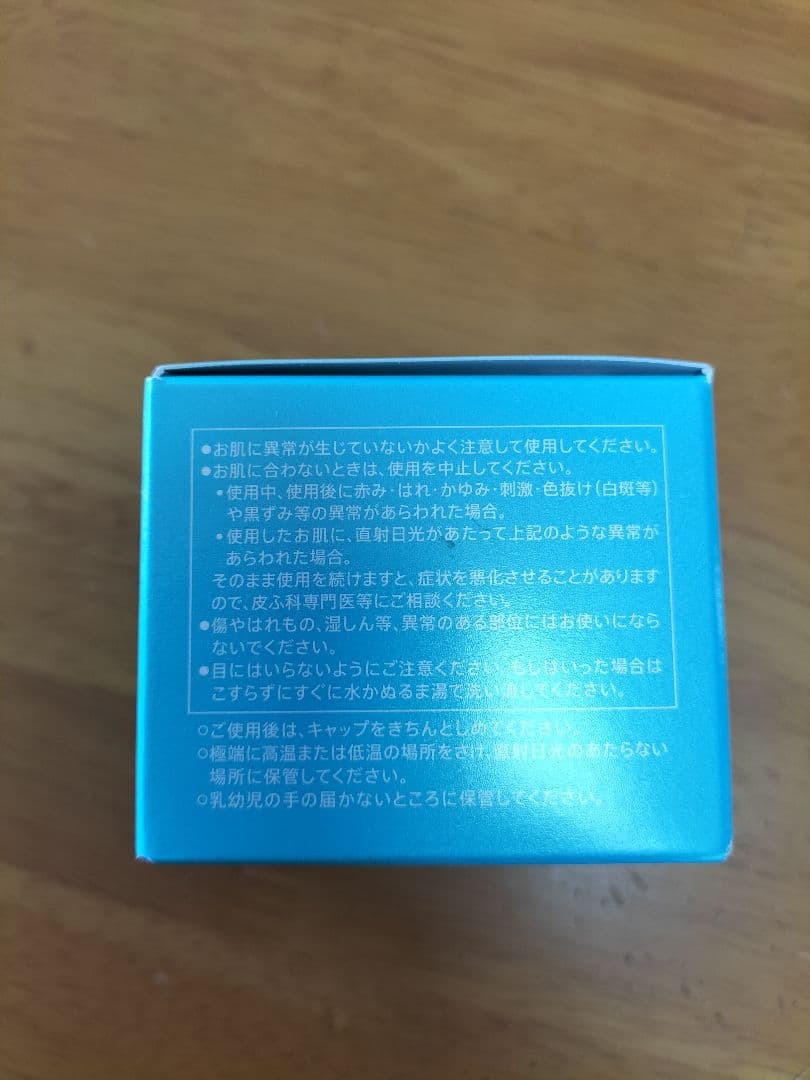 ●お肌に異常が生じていないかよく注意して使用してください。
●お肌に合わないときは、使用を中止してください。
・使用中、使用後に赤み・はれ・かゆみ・刺激・色抜け(白斑等)
や黒ずみ等の異常があらわれた場合。
・使用したお肌に、直射日光があたって上記のような異常が
あらわれた場合。
そのまま使用を続けますと、症状を悪化させることがあります
ので、皮ふ科専門医等にご相談ください。
●傷やはれもの、湿しん等、異常のある部位にはお使いになら
ないでください。
●目にはいらないようにご注意ください。もしはいった場合は
こすらずにすぐに水かぬるま湯で洗い流してください。
○ご使用後は、キャップをきちんとしめてください。
○極端に高温または低温の場所をさけ、直射日光のあたらない
場所に保管してください。
○乳幼児の手の届かないところに保管してください。